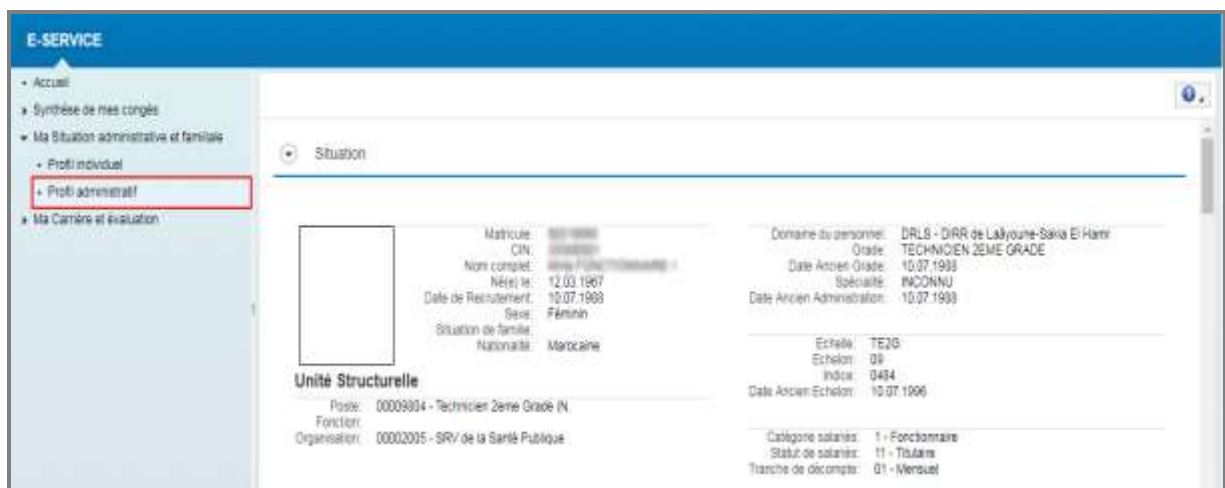 E-SERVICE
Accueil
Synthèse de mes congés
Ma Situation administrative et familiale
Profil individuel
Profil administratif
Ma Carrière et évaluation
Situation
Matricule:
CIN:
Nom complet:
Né(e) le: 12.03.1967
Date de Recrutement: 10.07.1988
Sexe: Féminin
Situation de famille:
Nationalité: Marocaine
Unité Structurelle
Poste: 00009804 - Technicien 2eme Grade (N
Fonction:
Organisation: 00002005 - SRV de la Santé Publique
Domaine du personnel: DRLS - DIRR de Laâyoune-Sakia El Hamr
Grade: TECHNICIEN 2EME GRADE
Date Ancien Grade: 10.07.1988
Spécialité: INCONNU
Date Ancien Administration: 10.07.1988
Echelle: TE2G
Echelon: 09
Indice: 0484
Date Ancien Echelon: 10.07.1996
Catégorie salariés: 1 - Fonctionnaire
Statut de salariés: 11 - Titulaire
Tranche de décompte: 01 - Mensuel